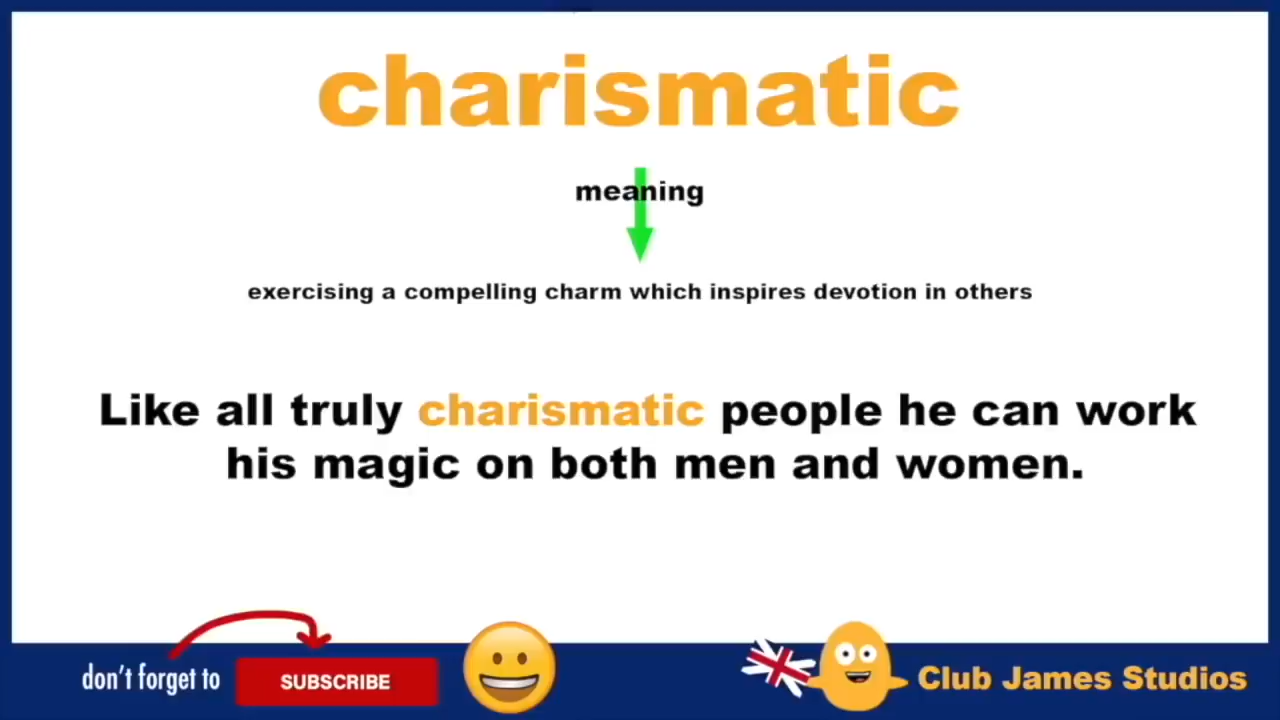 charismatic
meaning
exercising a compelling charm which inspires devotion in others
Like all truly charismatic people he can work
his magic on both men and women.
don't forget to SUBSCRIBE
Club James Studios